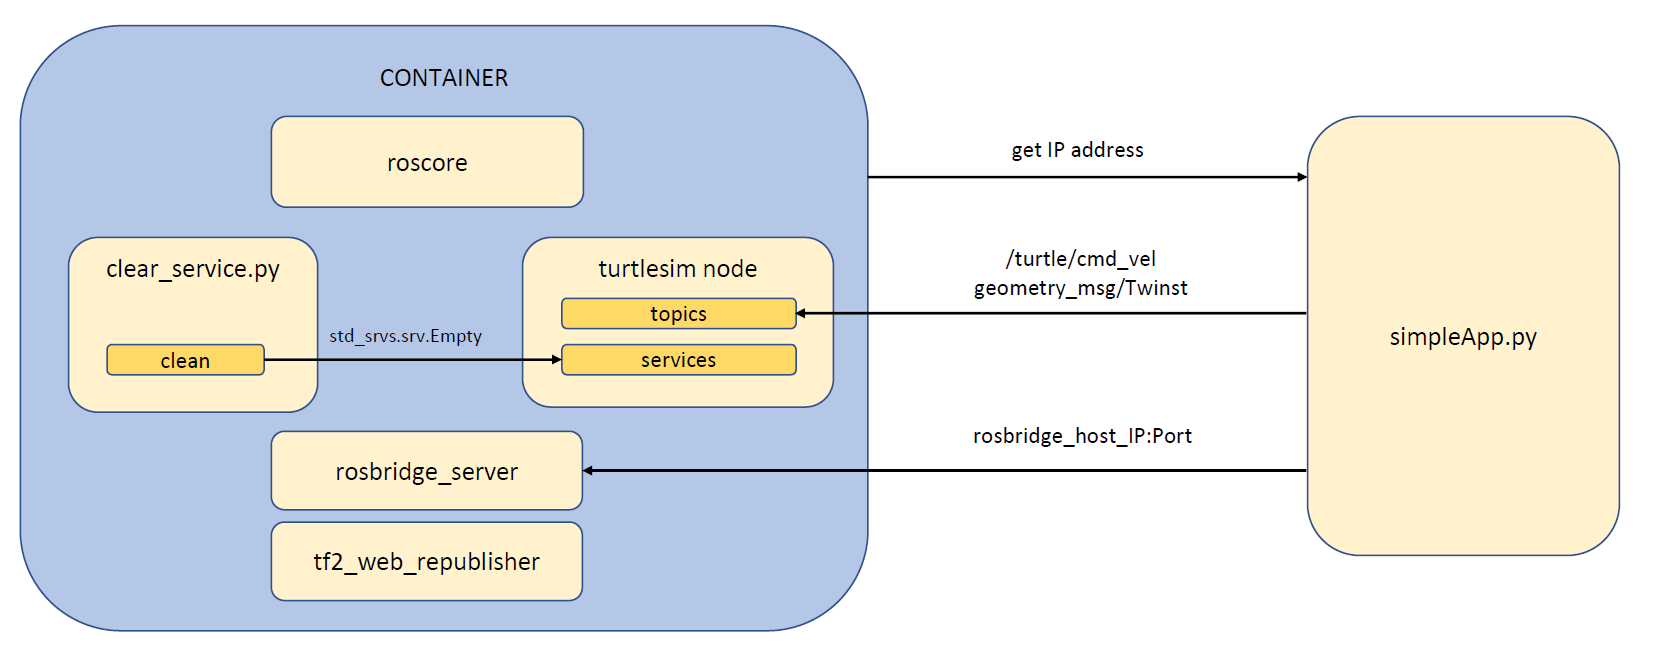 CONTAINER
roscore
get IP address
clear_service.py
turtlesim node
/turtle/cmd_vel
geometry_msg/Twinst
topics
std_srvs.srv.Empty
clean
services
simpleApp.py
rosbridge_host_IP:Port
rosbridge_server
tf2_web_republisher